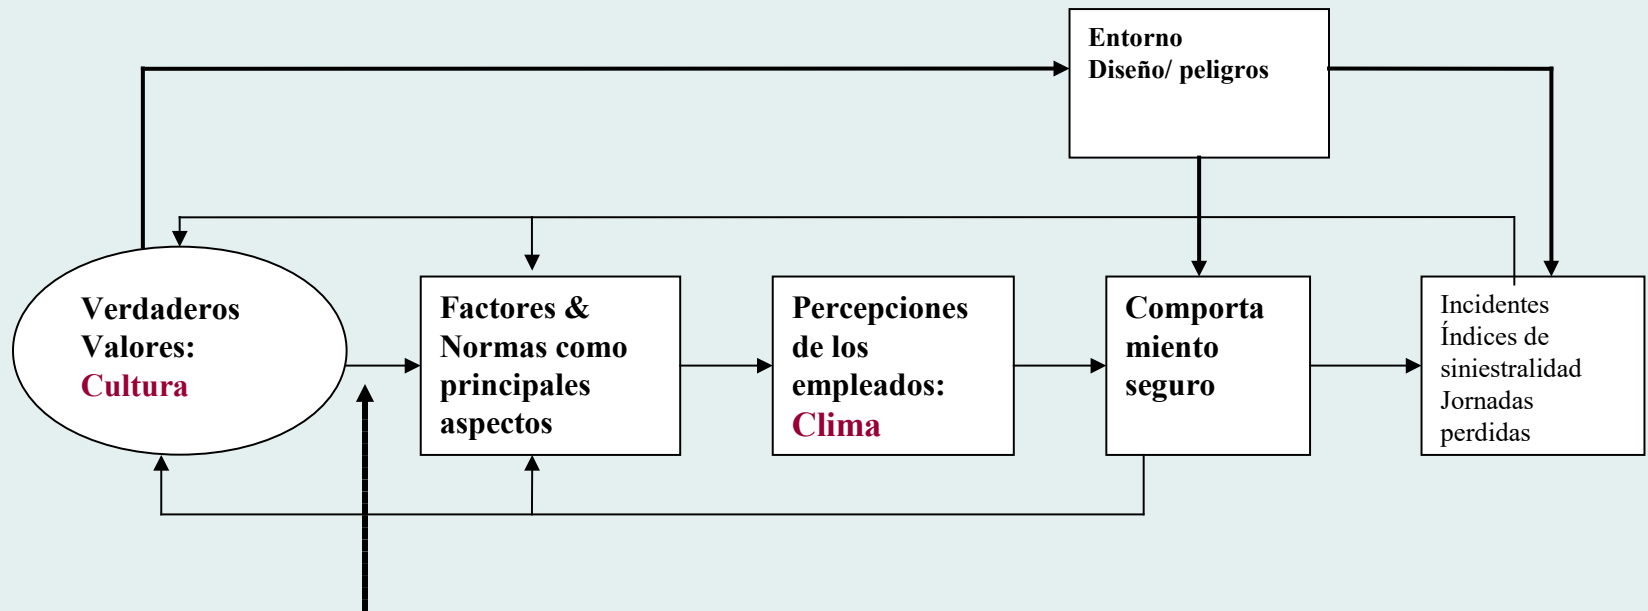 Entorno
Diseño/ peligros
Verdaderos
Valores:
Cultura
Factores &
Normas como
principales
aspectos
Percepciones
de los
empleados:
Clima
Comporta
miento
seguro
Incidentes
Índices de
siniestralidad
Jornadas
perdidas